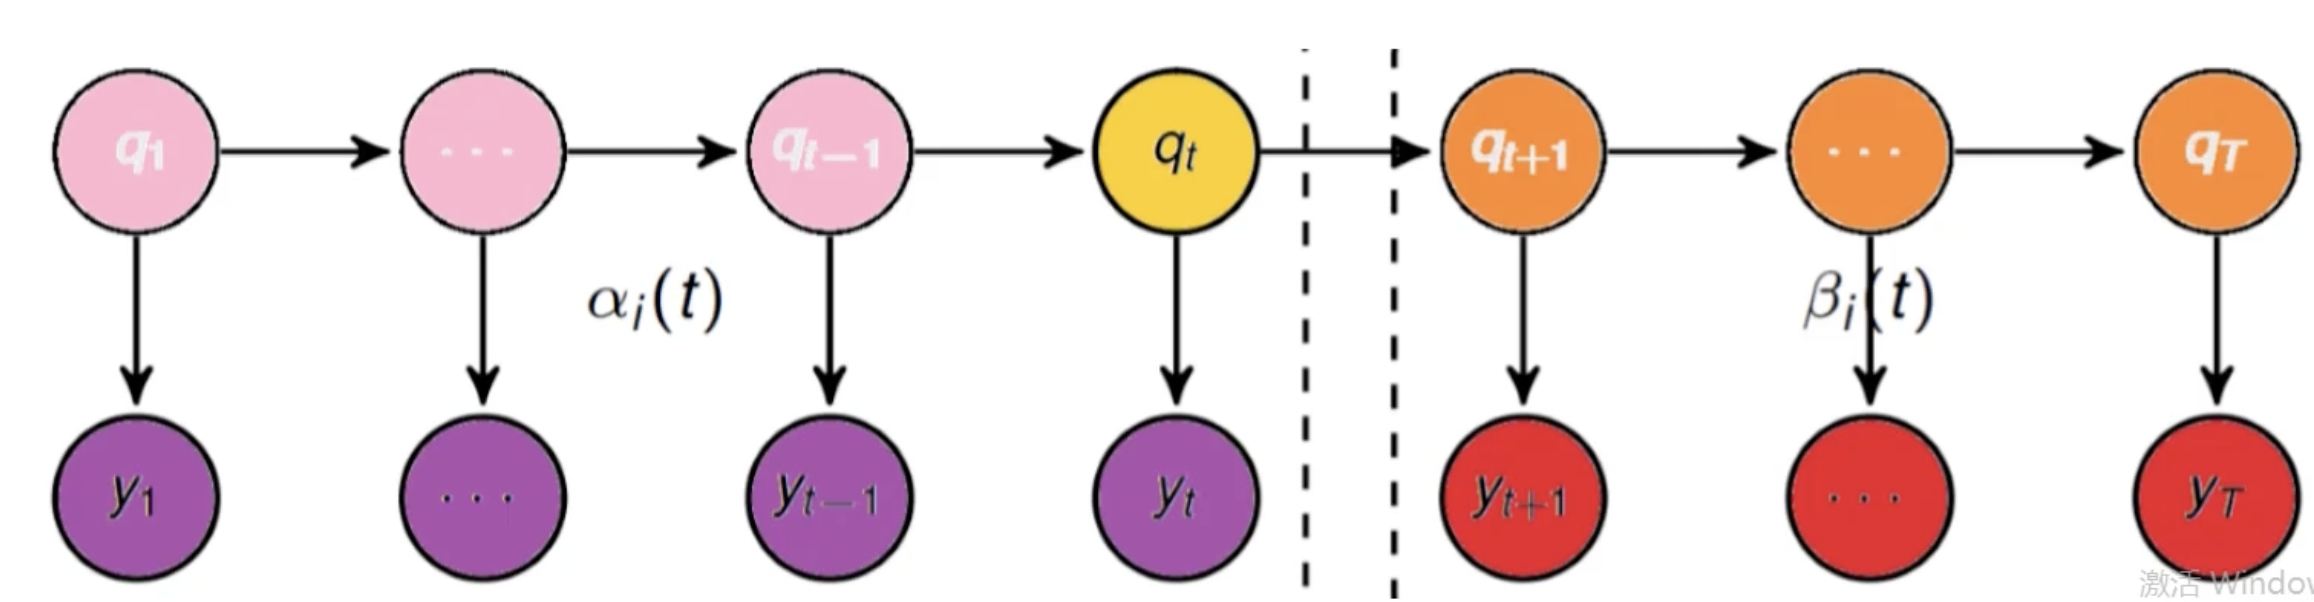 q1 ··· qt−1 qt qt+1 ··· qT
αi(t) βi(t)
y1 ··· yt−1 yt yt+1 ··· yT
激活 Window